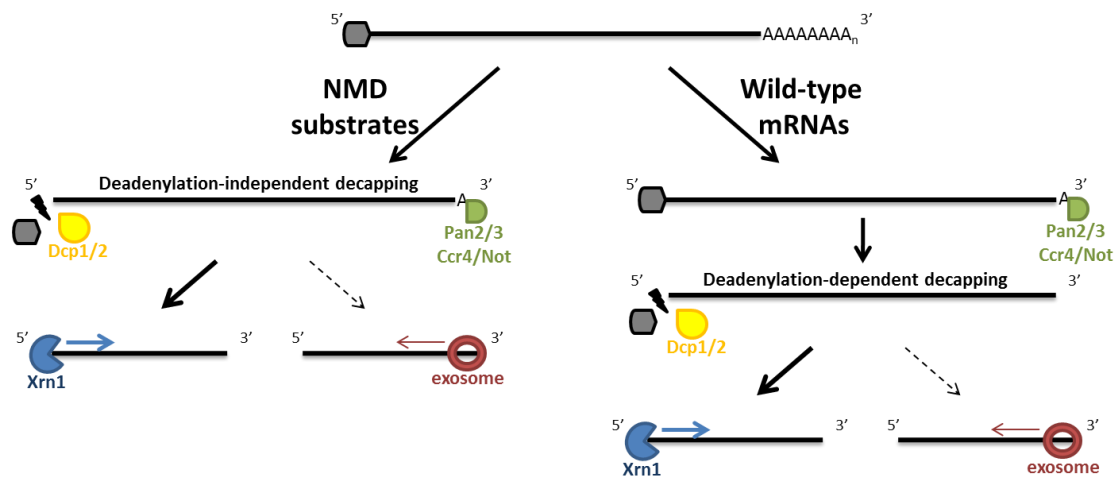 5’ 3’
AAAAAAAAn
NMD
substrates
Wild-type
mRNAs
5’ Deadenylation-independent decapping 3’
A
Dcp1/2
Pan2/3
Ccr4/Not
5’ 3’
Xrn1
5’ 3’
exosome
5’ 3’
A
Pan2/3
Ccr4/Not
5’ Deadenylation-dependent decapping 3’
Dcp1/2
5’ 3’
Xrn1
5’ 3’
exosome